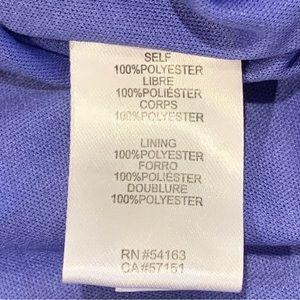 SELF
100%POLYESTER
LIBRE
100%POLIÉSTER
CORPS
100%POLYESTER
LINING
100%POLYESTER
FORRO
100%POLIÉSTER
DOUBLURE
100%POLYESTER
RN#54163
CA#57151